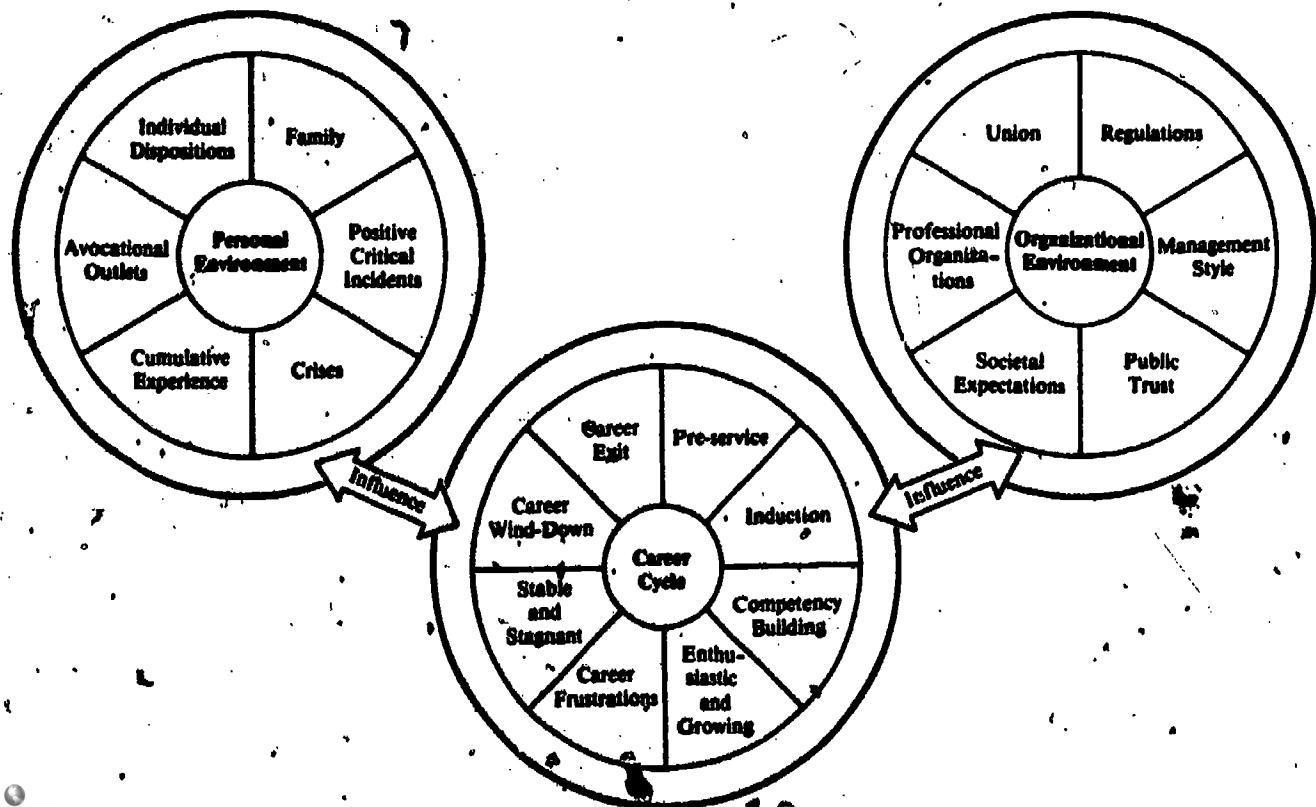 Individual
Dispositions
Family
Positive
Critical
Incidents
Crises
Cumulative
Experience
Avocational
Outlets
Personal
Environment
Union
Regulations
Management
Style
Public
Trust
Societal
Expectations
Professional
Organiza-
tions
Organizational
Environment
Influence
Influence
Career
Exit
Pre-service
Induction
Competency
Building
Enthu-
siastic
and
Growing
Career
Frustrations
Stable
and
Stagnant
Career
Wind-Down
Career
Cycle